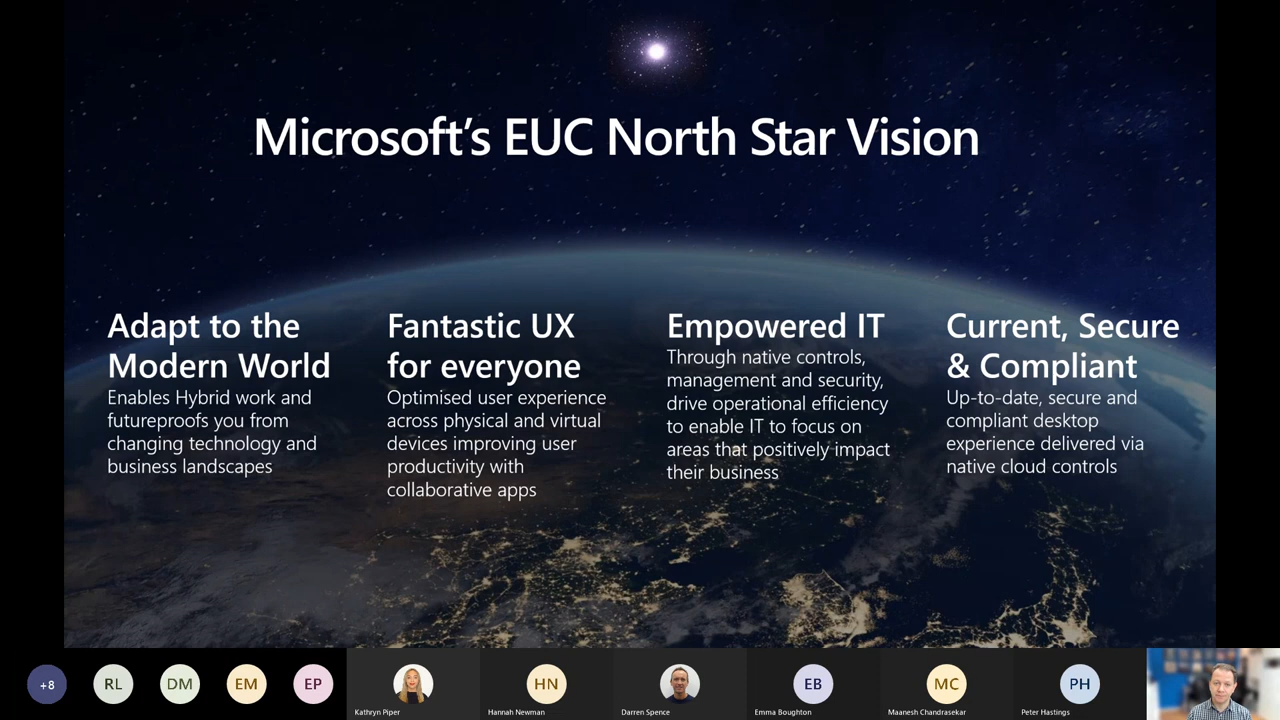 Microsoft's EUC North Star Vision
Adapt to the
Modern World
Enables Hybrid work and
futureproofs you from
changing technology and
business landscapes
Fantastic UX
for everyone
Optimised user experience
across physical and virtual
devices improving user
productivity with
collaborative apps
Empowered IT
Through native controls,
management and security,
drive operational efficiency
to enable IT to focus on
areas that positively impact
their business
Current, Secure
& Compliant
Up-to-date, secure and
compliant desktop
experience delivered via
native cloud controls
+8
RL
DM
EM
EP
Kathryn Piper
HN
Hannah Newman
Darren Spence
EB
Emma Boughton
MC
Maanesh Chandrasekar
PH
Peter Hastings